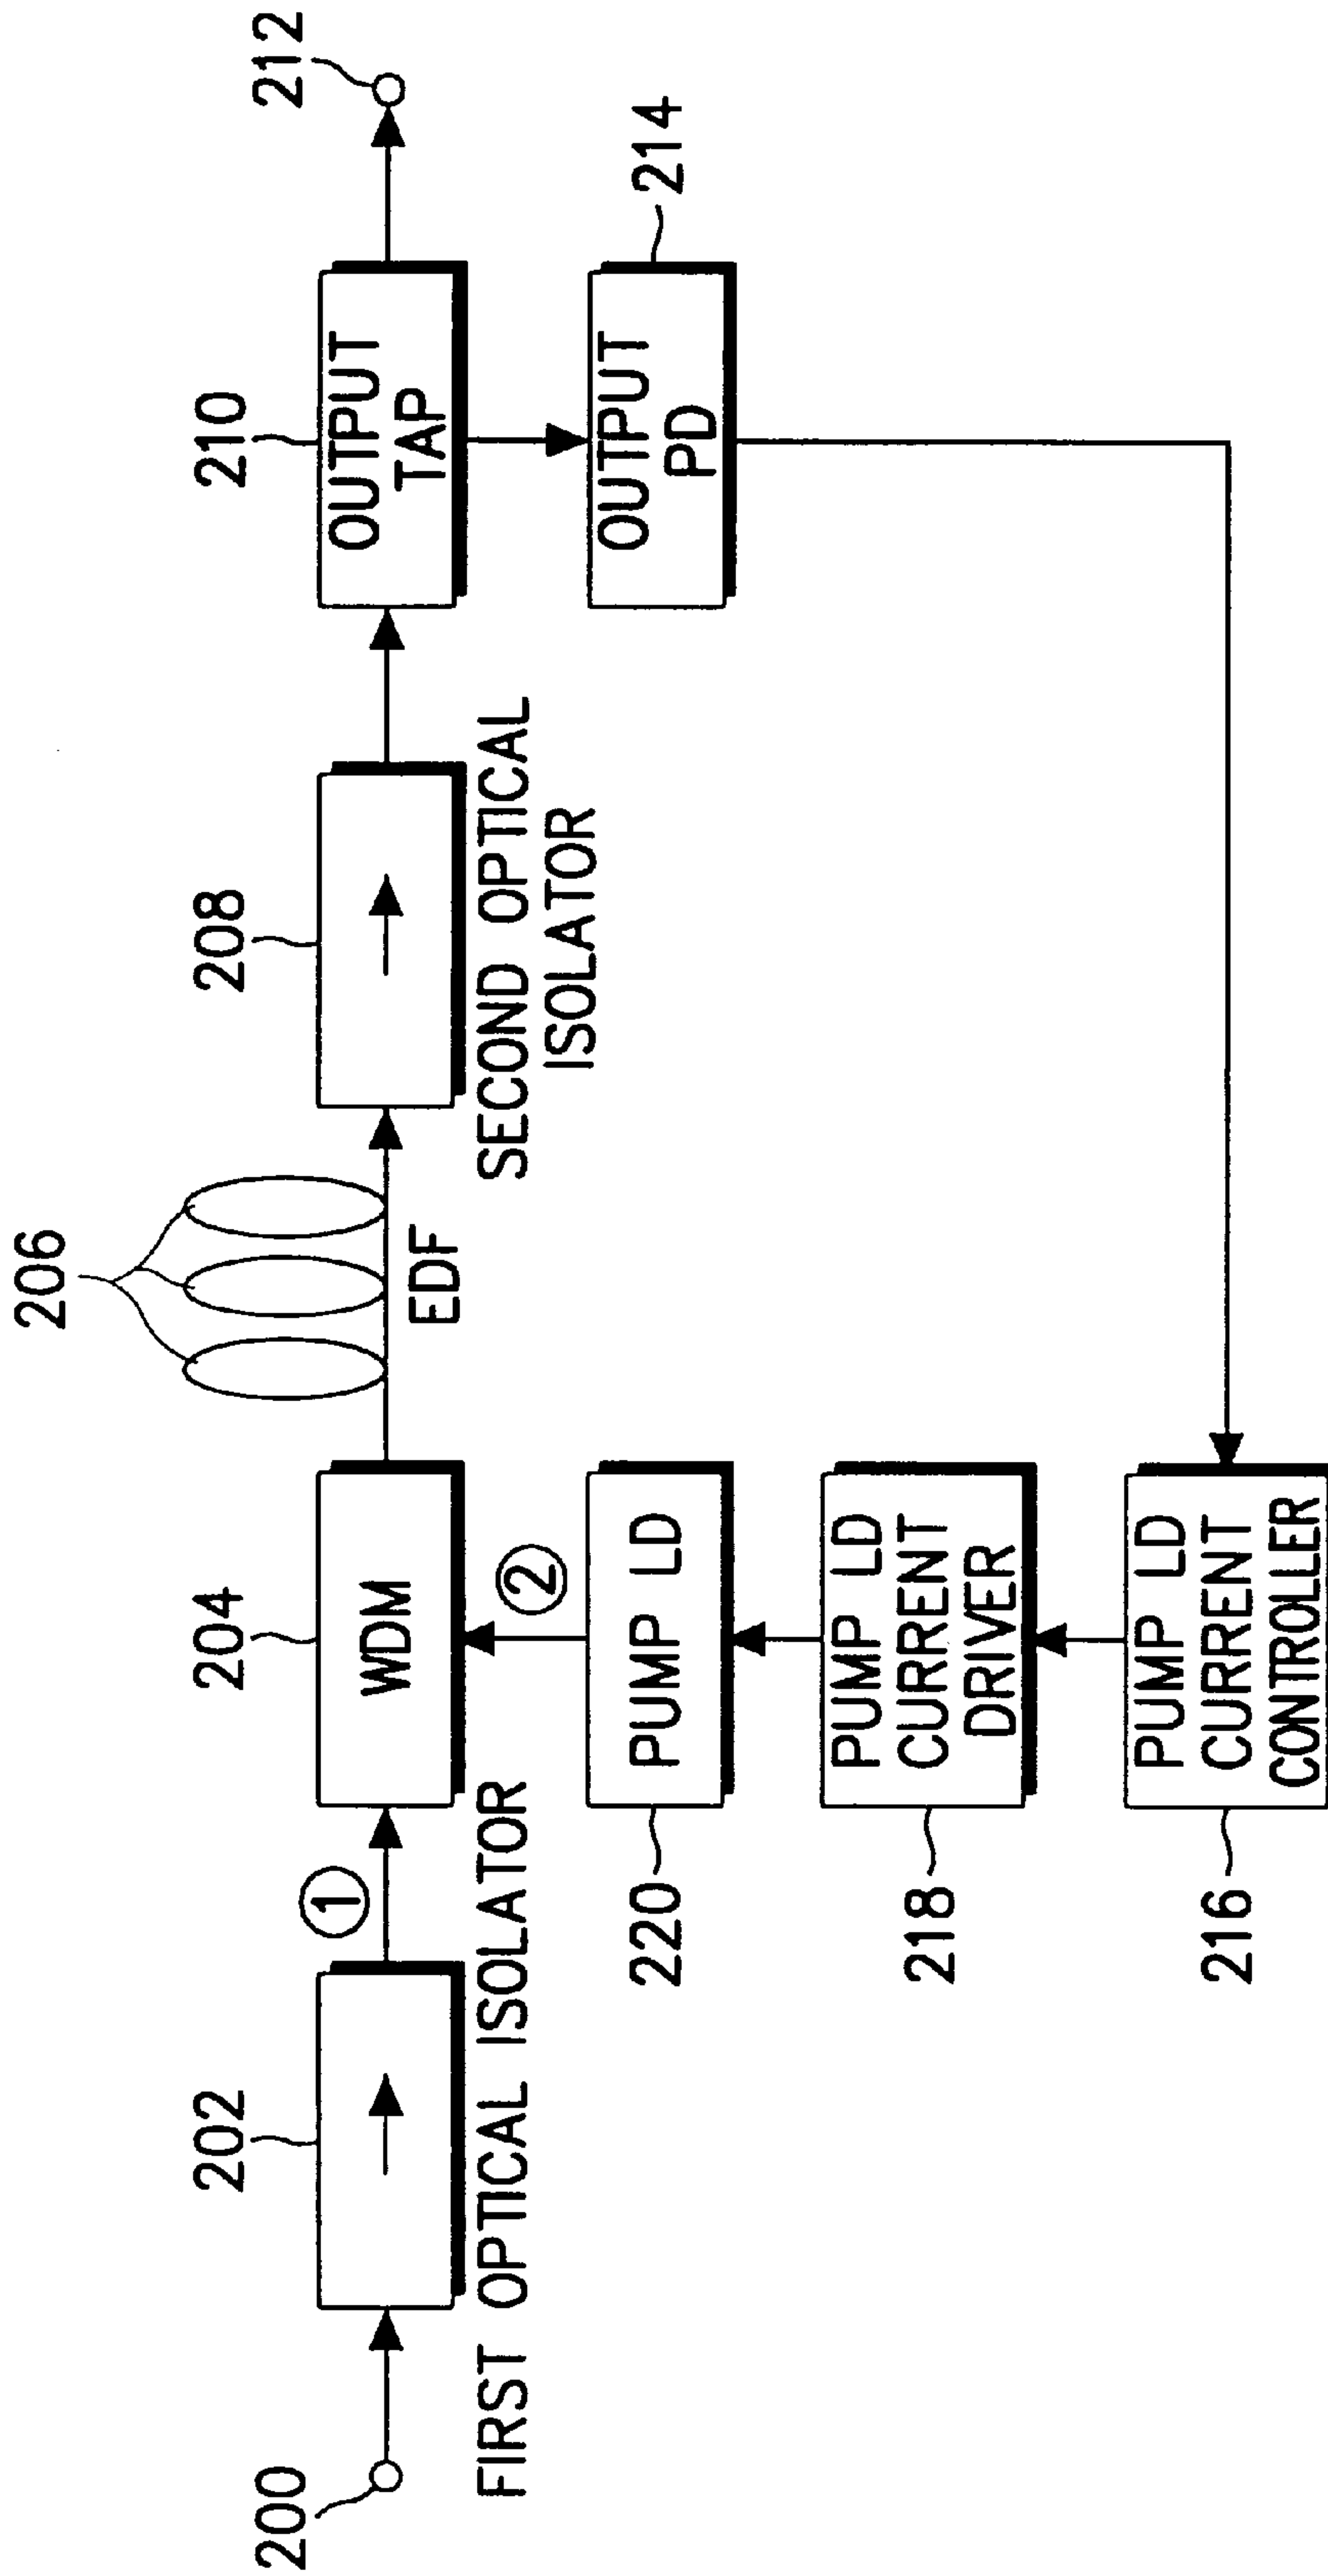 206
202
204
208
210
200
212
①
WDM
EDF
OUTPUT
TAP
FIRST OPTICAL ISOLATOR
②
SECOND OPTICAL
ISOLATOR
220
PUMP LD
OUTPUT
PD
214
218
PUMP LD
CURRENT
DRIVER
216
PUMP LD
CURRENT
CONTROLLER